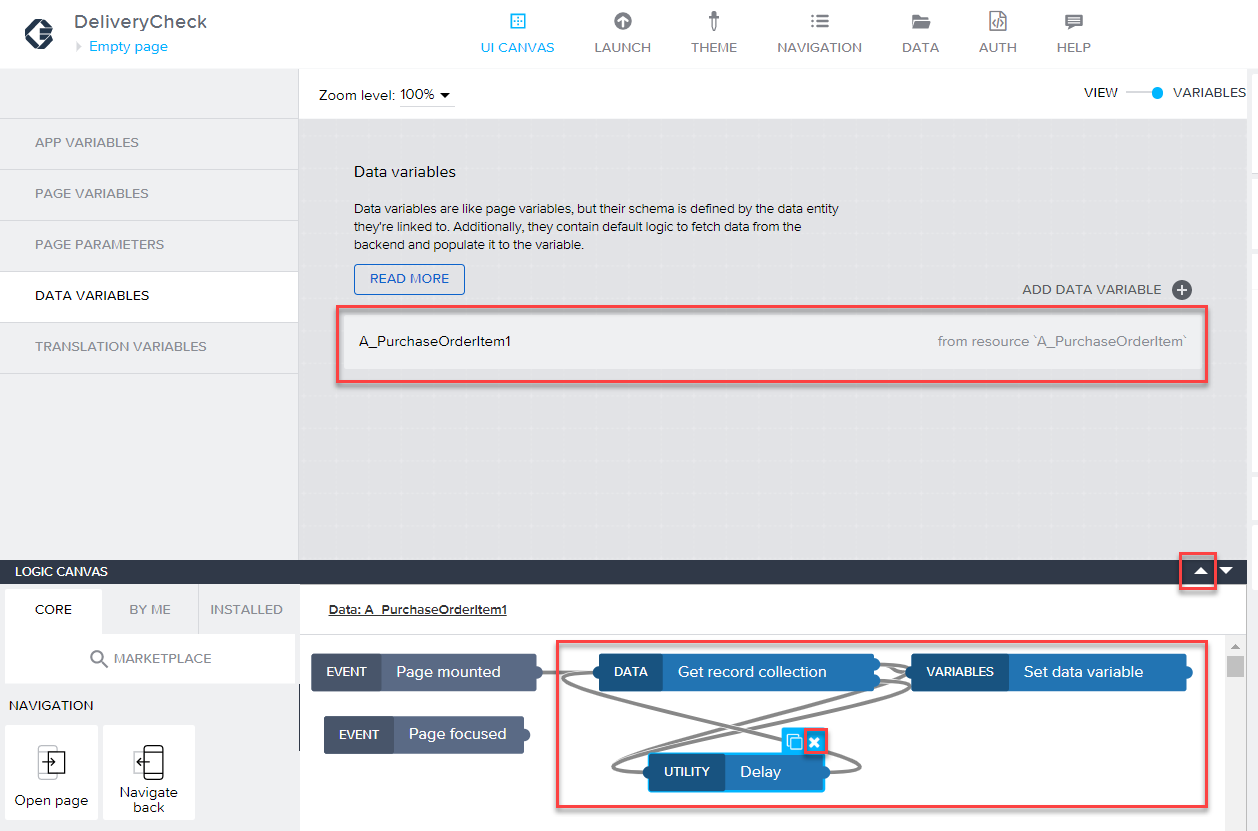 DeliveryCheck
Empty page
UI CANVAS
LAUNCH
THEME
NAVIGATION
DATA
AUTH
HELP
Zoom level: 100%
VIEW
VARIABLES
APP VARIABLES
PAGE VARIABLES
PAGE PARAMETERS
DATA VARIABLES
TRANSLATION VARIABLES
Data variables
Data variables are like page variables, but their schema is defined by the data entity
they're linked to. Additionally, they contain default logic to fetch data from the
backend and populate it to the variable.
READ MORE
ADD DATA VARIABLE
A_PurchaseOrderItem1
from resource `A_PurchaseOrderItem`
LOGIC CANVAS
CORE
BY ME
INSTALLED
MARKETPLACE
NAVIGATION
Open page
Navigate
back
Data: A_PurchaseOrderItem1
EVENT Page mounted
DATA Get record collection
VARIABLES Set data variable
EVENT Page focused
UTILITY Delay